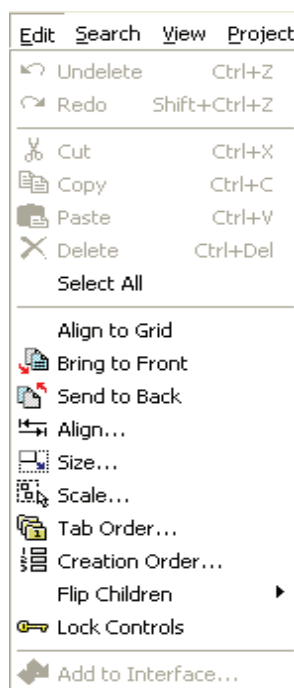 Edit Search View Project
Undelete Ctrl+Z
Redo Shift+Ctrl+Z
Cut Ctrl+X
Copy Ctrl+C
Paste Ctrl+V
Delete Ctrl+Del
Select All
Align to Grid
Bring to Front
Send to Back
Align...
Size...
Scale...
Tab Order...
Creation Order...
Flip Children
Lock Controls
Add to Interface...